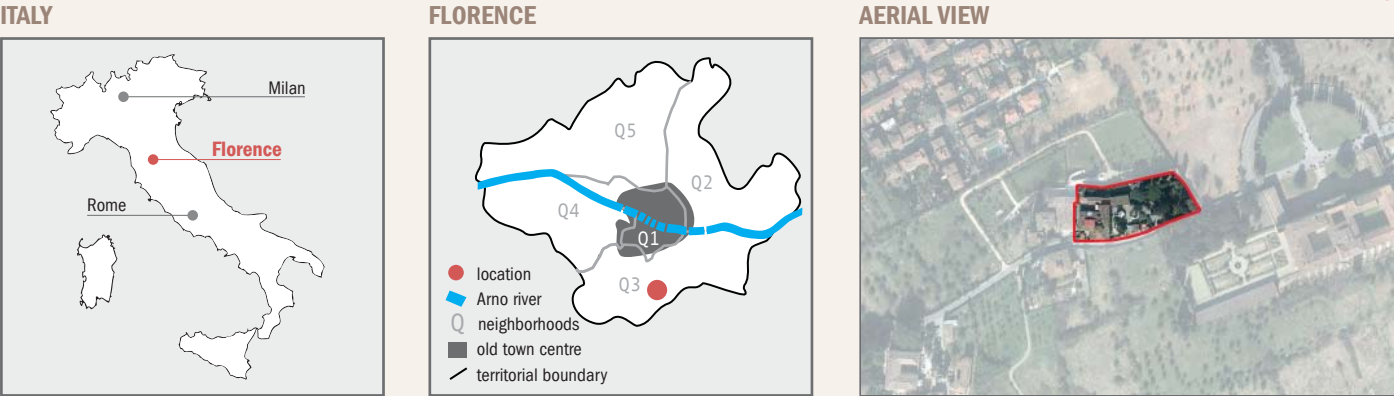 ITALY
Milan
Florence
Rome
FLORENCE
Q5
Q2
Q4
Q1
Q3
location
Arno river
Q neighborhoods
old town centre
territorial boundary
AERIAL VIEW